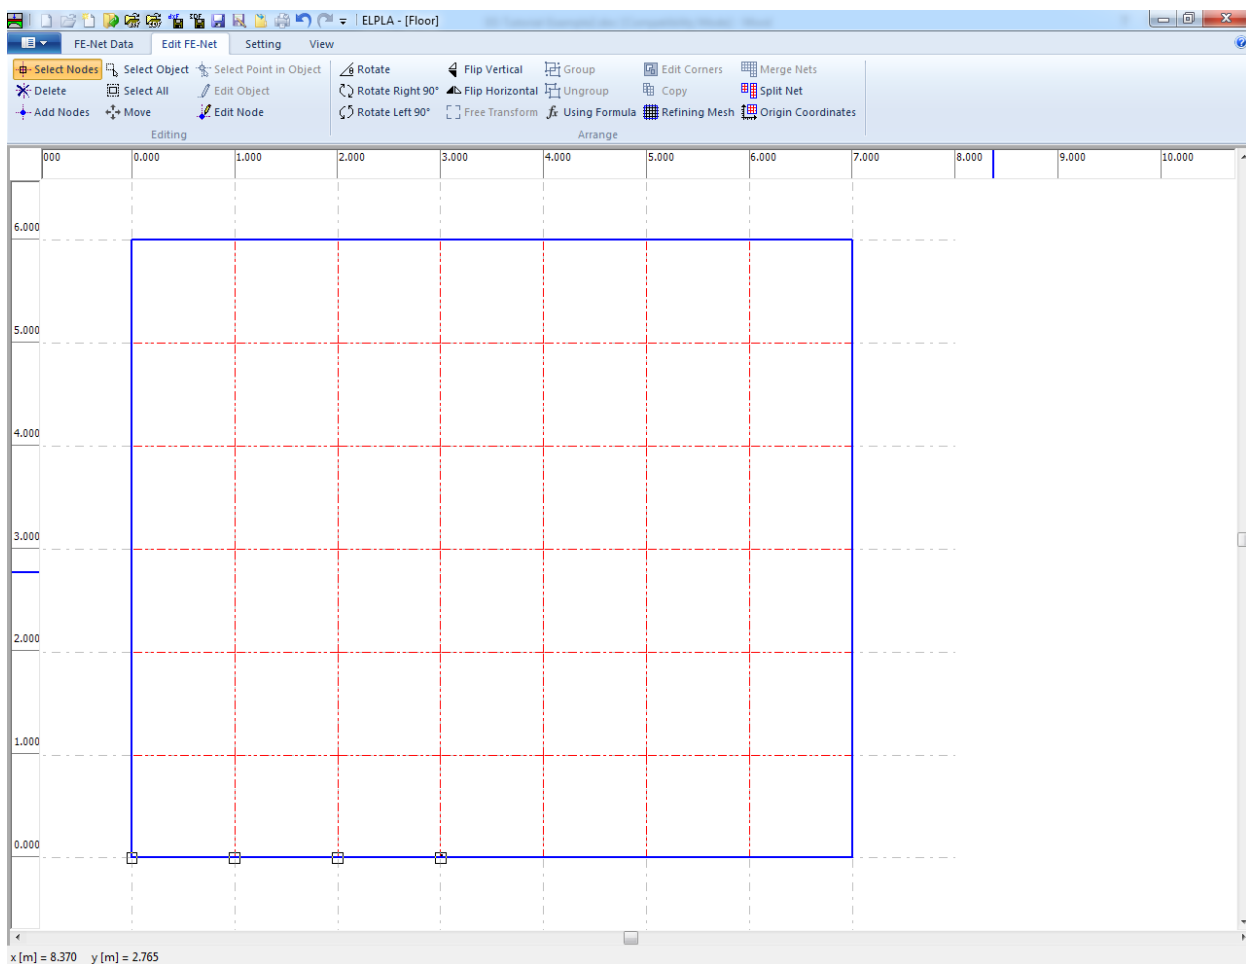 ELPLA - [Floor]
FE-Net Data Edit FE-Net Setting View
Select Nodes Select Object Select Point in Object Rotate Flip Vertical Group Edit Corners Merge Nets
Delete Select All Edit Object Rotate Right 90° Flip Horizontal Ungroup Copy Split Net
Add Nodes Move Edit Node Rotate Left 90° Free Transform fx Using Formula Refining Mesh Origin Coordinates
Editing Arrange
000 0.000 1.000 2.000 3.000 4.000 5.000 6.000 7.000 8.000 9.000 10.000
6.000
5.000
4.000
3.000
2.000
1.000
0.000
x [m] = 8.370 y [m] = 2.765